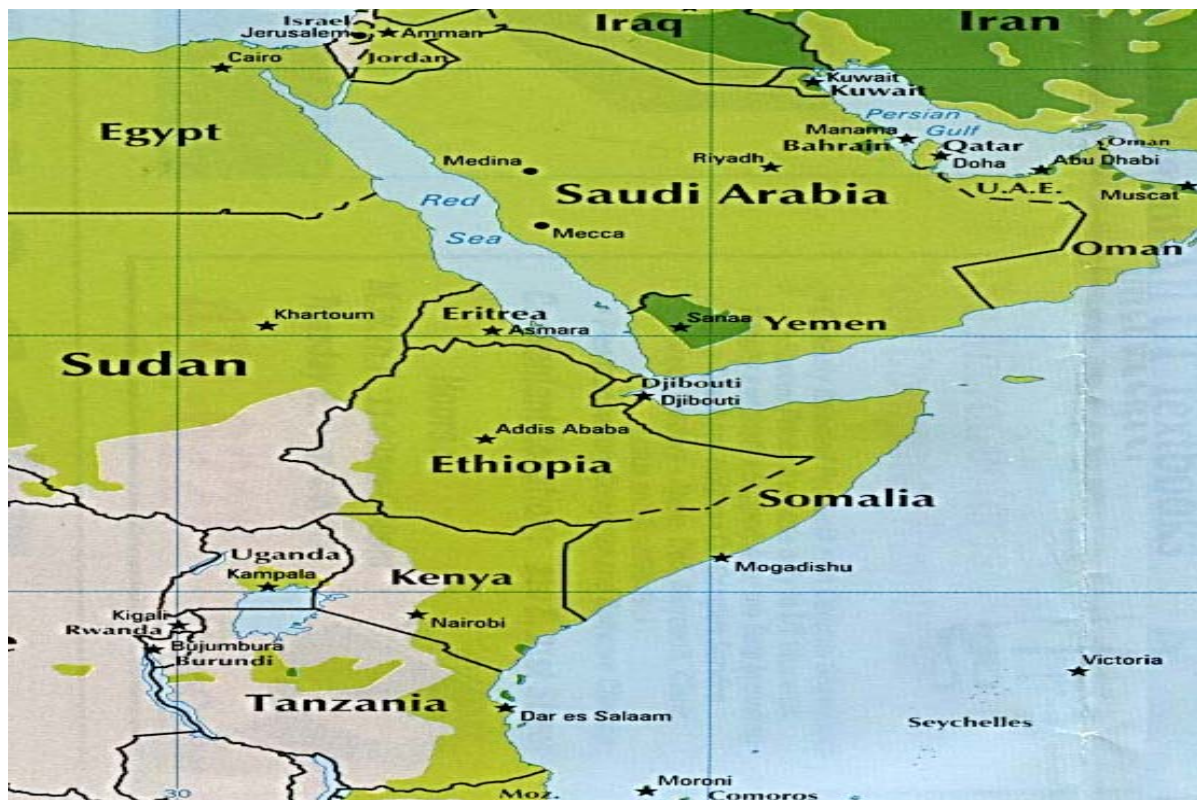 Israel
Iraq
Iran
Jerusalem
Amman
Cairo
Jordan
Kuwait
Kuwait
Egypt
Persian
Gulf
Manama
Bahrain
Qatar
Oman
Medina
Riyadh
Doha
Abu Dhabi
U.A.E.
Muscat
Saudi Arabia
Red
Sea
Mecca
Oman
Khartoum
Eritrea
Asmara
Sanaa
Yemen
Sudan
Djibouti
Djibouti
Addis Ababa
Ethiopia
Somalia
Uganda
Kampala
Kenya
Mogadishu
Kigali
Rwanda
Nairobi
Bujumbura
Burundi
Victoria
Tanzania
Dar es Salaam
Seychelles
Moroni
Comoros
Moz.
30